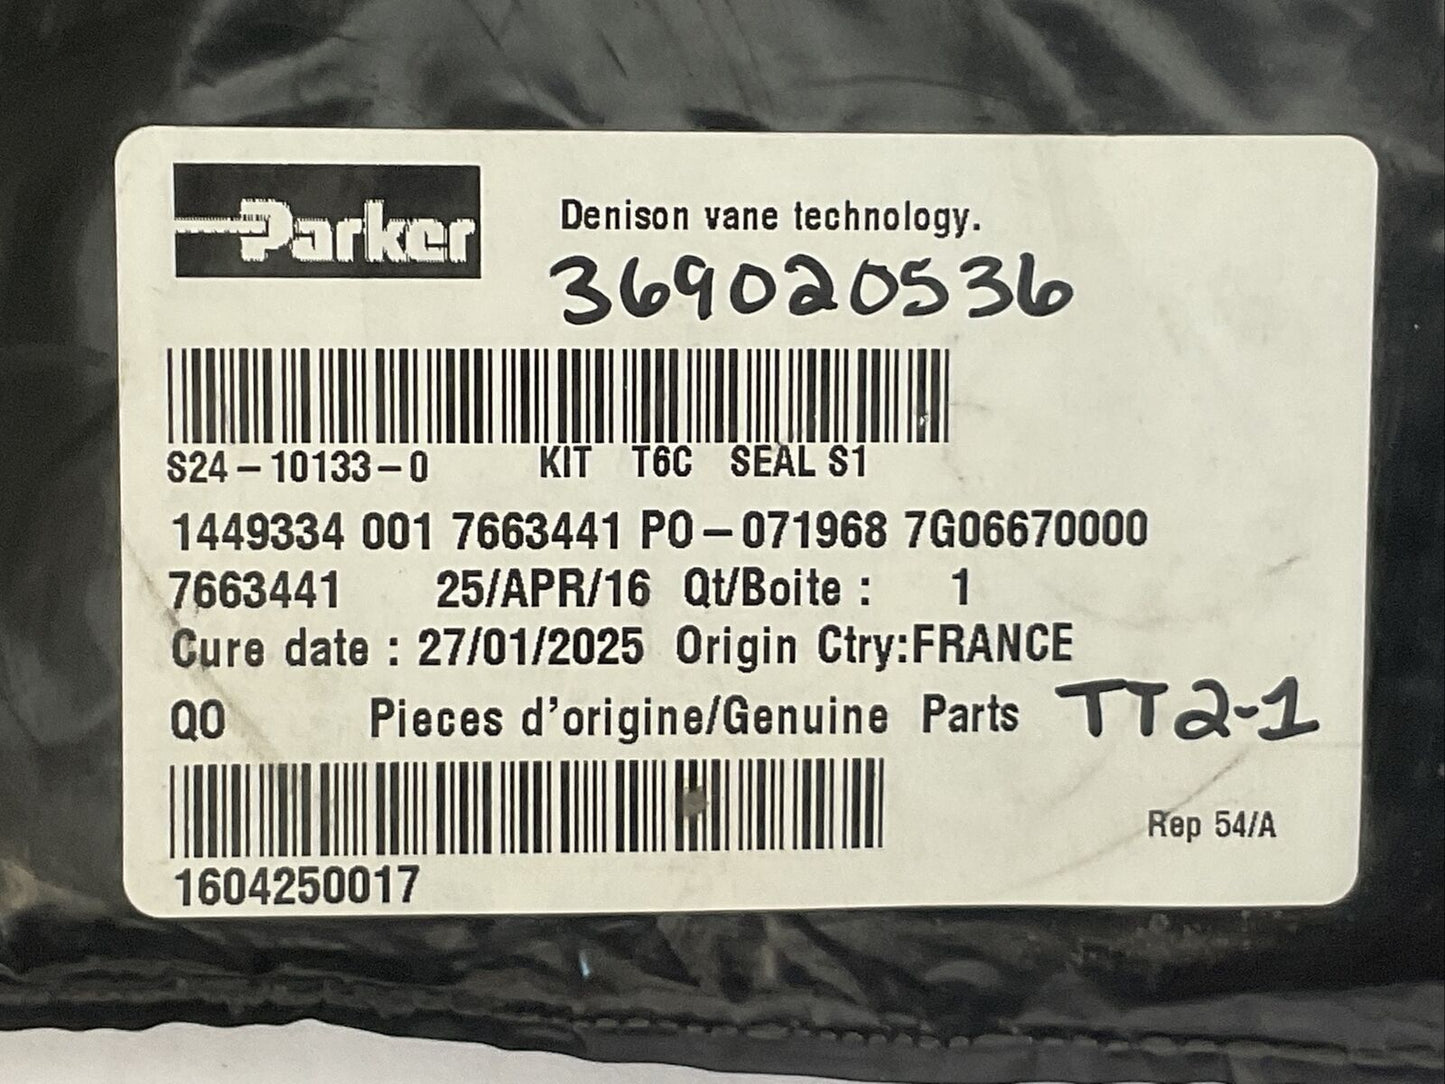 Parker
Denison vane technology.
369020536
S24-10133-0 KIT T6C SEAL S1
1449334 001 7663441 PO-071968 7G06670000
7663441 25/APR/16 Qt/Boite : 1
Cure date : 27/01/2025 Origin Ctry:FRANCE
QO Pieces d'origine/Genuine Parts TT2-1
Rep 54/A
1604250017